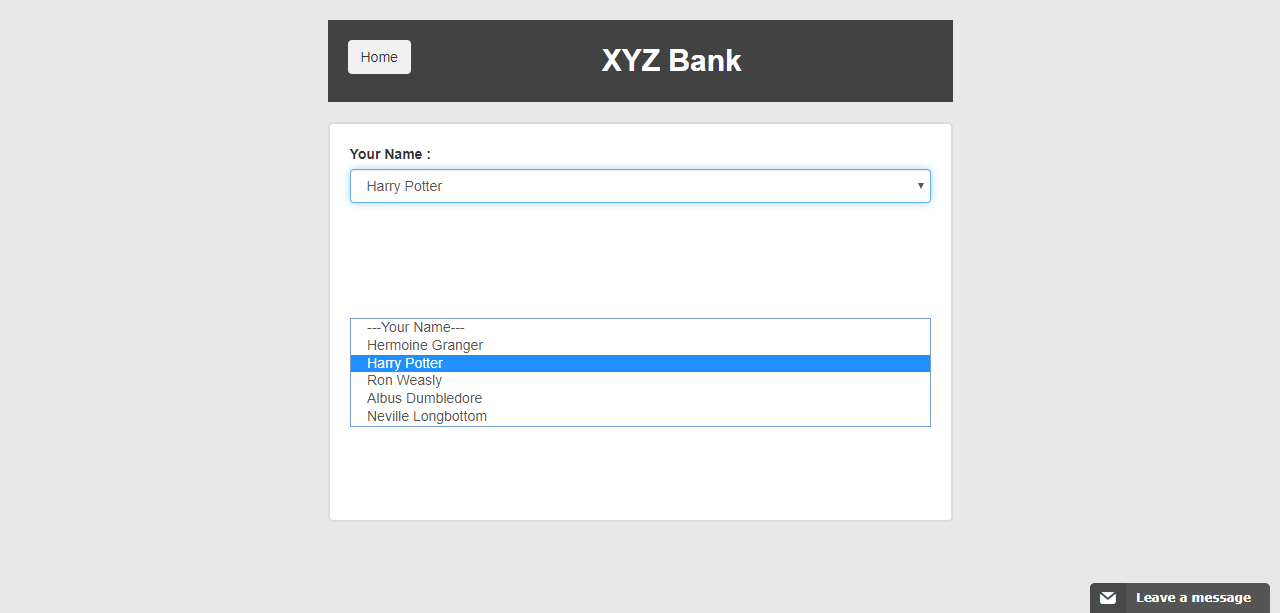 Home
XYZ Bank
Your Name :
Harry Potter
---Your Name---
Hermoine Granger
Harry Potter
Ron Weasly
Albus Dumbledore
Neville Longbottom
Leave a message